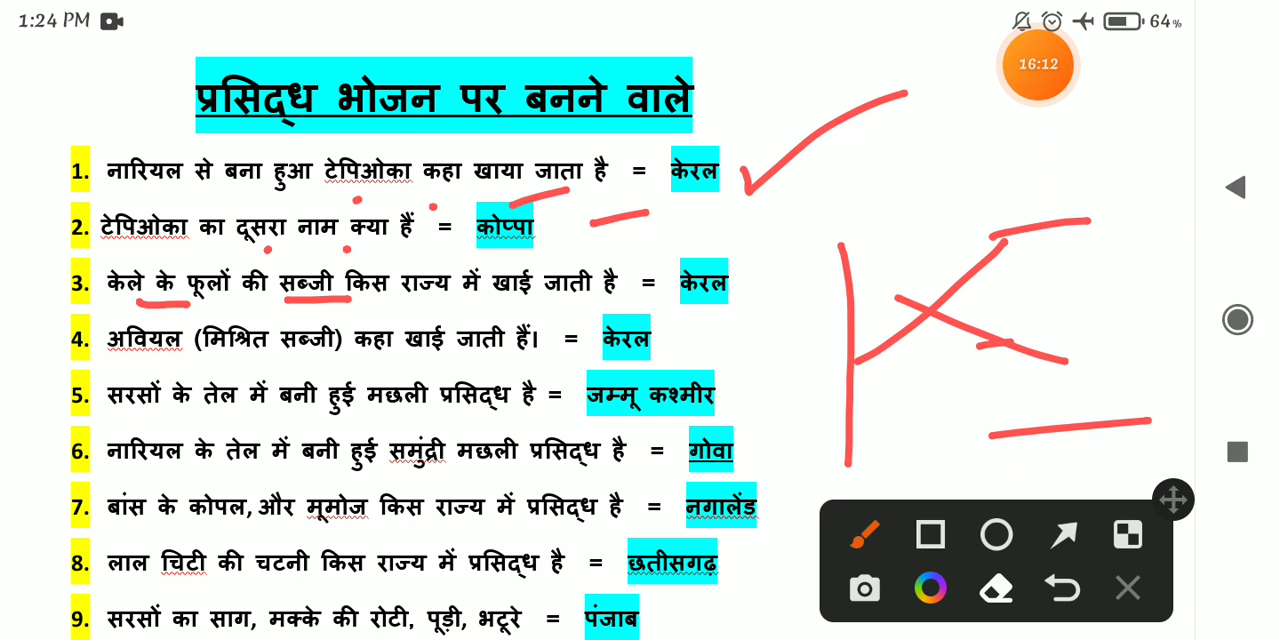 1:24 PM 64%
16:12
प्रसिद्ध भोजन पर बनने वाले
1. नारियल से बना हुआ टेपिओका कहा खाया जाता है = केरल
2. टेपिओका का दूसरा नाम क्या हैं = कोप्पा
3. केले के फूलों की सब्जी किस राज्य में खाई जाती है = केरल
4. अवियल (मिश्रित सब्जी) कहा खाई जाती हैं। = केरल
5. सरसों के तेल में बनी हुई मछली प्रसिद्ध है = जम्मू कश्मीर
6. नारियल के तेल में बनी हुई समुंद्री मछली प्रसिद्ध है = गोवा
7. बांस के कोपल, और मूमोज किस राज्य में प्रसिद्ध है = नगालेंड
8. लाल चिटी की चटनी किस राज्य में प्रसिद्ध है = छतीसगढ़
9. सरसों का साग, मक्के की रोटी, पूड़ी, भटूरे = पंजाब